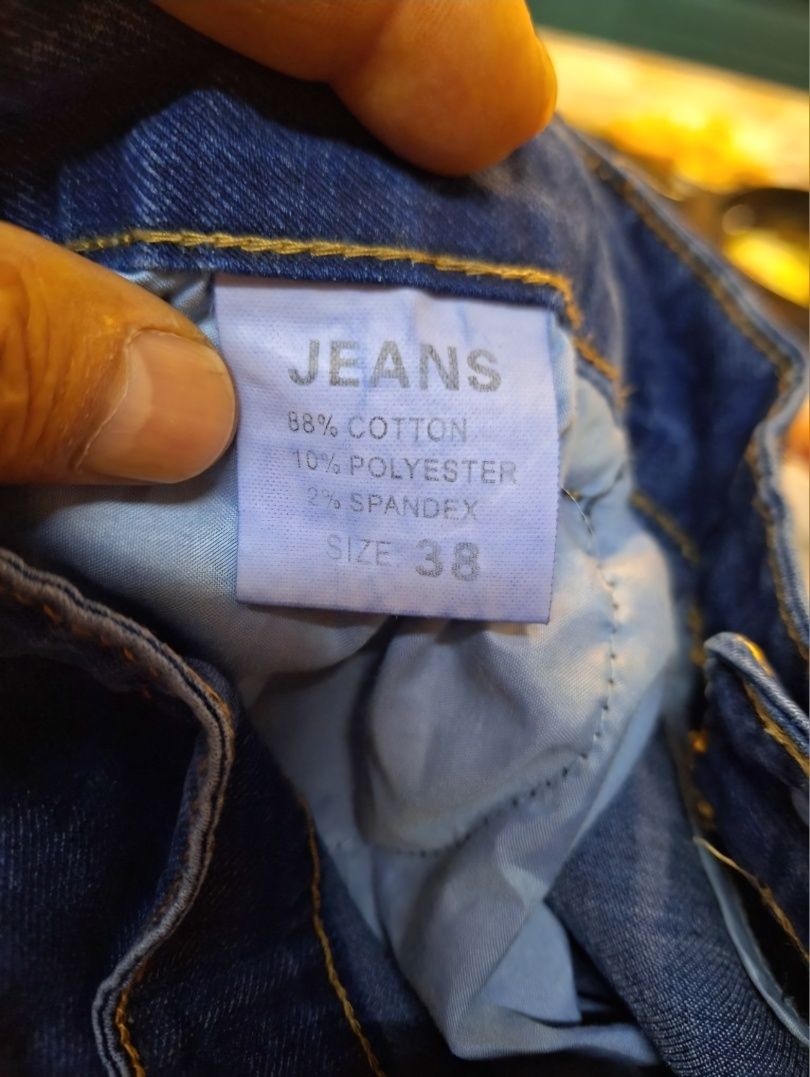 JEANS
88% COTTON
10% POLYESTER
2% SPANDEX
SIZE 38